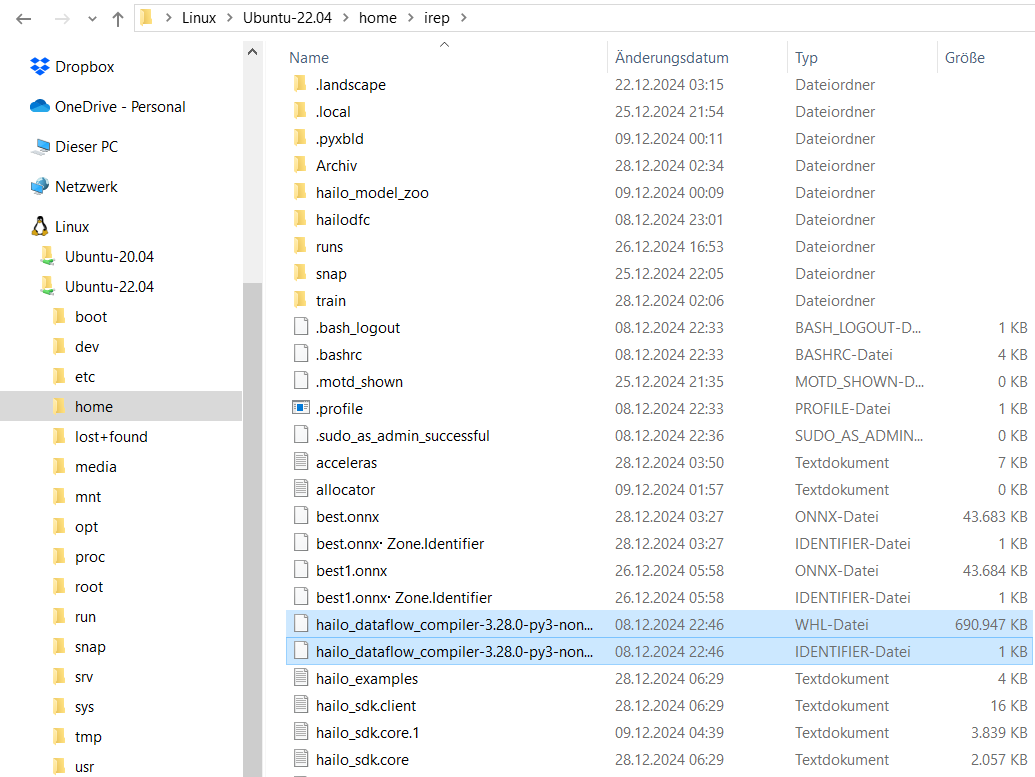 Linux > Ubuntu-22.04 > home > irep >
Name Änderungsdatum Typ Größe
Dropbox
OneDrive - Personal
Dieser PC
Netzwerk
Linux
Ubuntu-20.04
Ubuntu-22.04
boot
dev
etc
home
lost+found
media
mnt
opt
proc
root
run
snap
srv
sys
tmp
usr
.landscape 22.12.2024 03:15 Dateiordner
.local 25.12.2024 21:54 Dateiordner
.pyxbld 09.12.2024 00:11 Dateiordner
Archiv 28.12.2024 02:34 Dateiordner
hailo_model_zoo 09.12.2024 00:09 Dateiordner
hailodfc 08.12.2024 23:01 Dateiordner
runs 26.12.2024 16:53 Dateiordner
snap 25.12.2024 22:05 Dateiordner
train 28.12.2024 02:06 Dateiordner
.bash_logout 08.12.2024 22:33 BASH_LOGOUT-D... 1 KB
.bashrc 08.12.2024 22:33 BASHRC-Datei 4 KB
.motd_shown 25.12.2024 21:35 MOTD_SHOWN-D... 0 KB
.profile 08.12.2024 22:33 PROFILE-Datei 1 KB
.sudo_as_admin_successful 08.12.2024 22:36 SUDO_AS_ADMIN... 0 KB
acceleras 28.12.2024 03:50 Textdokument 7 KB
allocator 09.12.2024 01:57 Textdokument 0 KB
best.onnx 28.12.2024 03:27 ONNX-Datei 43.683 KB
best.onnx· Zone.Identifier 28.12.2024 03:27 IDENTIFIER-Datei 1 KB
best1.onnx 26.12.2024 05:58 ONNX-Datei 43.684 KB
best1.onnx· Zone.Identifier 26.12.2024 05:58 IDENTIFIER-Datei 1 KB
hailo_dataflow_compiler-3.28.0-py3-non... 08.12.2024 22:46 WHL-Datei 690.947 KB
hailo_dataflow_compiler-3.28.0-py3-non... 08.12.2024 22:46 IDENTIFIER-Datei 1 KB
hailo_examples 28.12.2024 06:29 Textdokument 4 KB
hailo_sdk.client 28.12.2024 06:29 Textdokument 16 KB
hailo_sdk.core.1 09.12.2024 04:39 Textdokument 3.839 KB
hailo_sdk.core 28.12.2024 06:29 Textdokument 2.057 KB